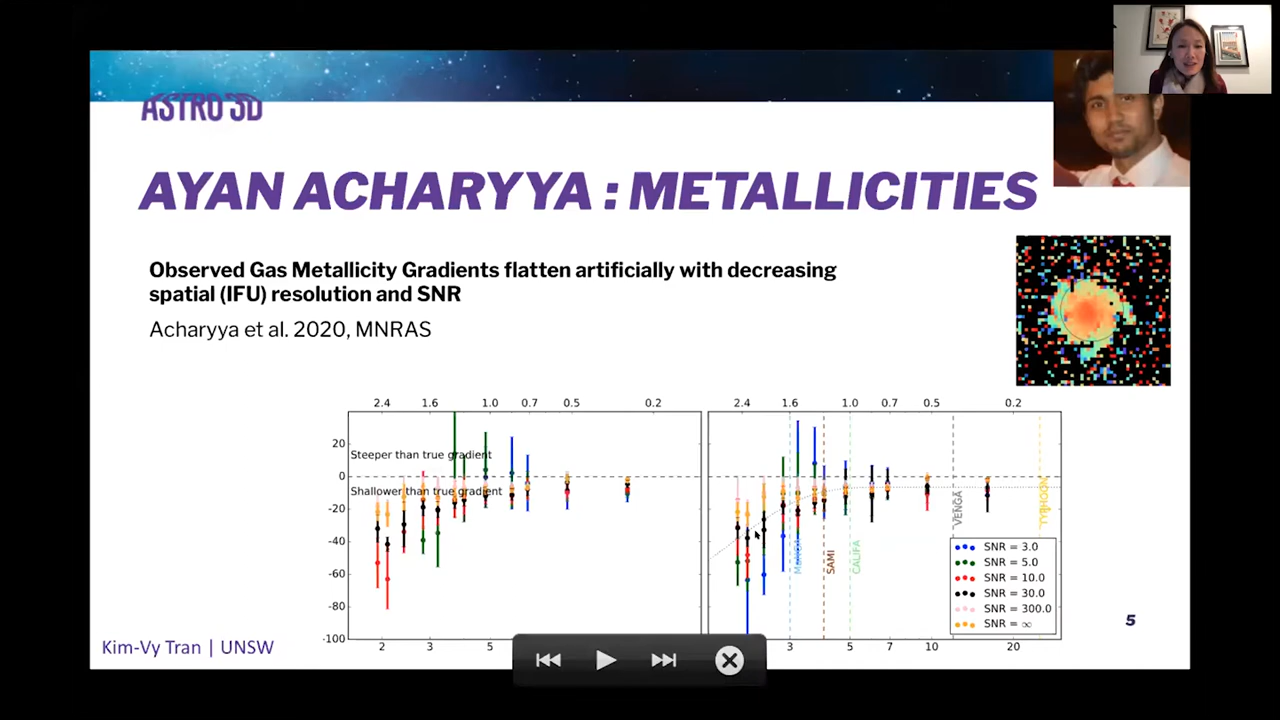 ASTRO 3D
AYAN ACHARYYA : METALLICITIES
Observed Gas Metallicity Gradients flatten artificially with decreasing
spatial (IFU) resolution and SNR
Acharyya et al. 2020, MNRAS
2.4 1.6 1.0 0.7 0.5 0.2
2.4 1.6 1.0 0.7 0.5 0.2
20
Steeper than true gradient
0
Shallower than true gradient
-20
-40
-60
-80
-100
2 3 5
3 5 7 10 20
MANGA
SAMI
CALIFA
VENGA
TYPHOON
SNR = 3.0
SNR = 5.0
SNR = 10.0
SNR = 30.0
SNR = 300.0
SNR = ∞
5
Kim-Vy Tran | UNSW